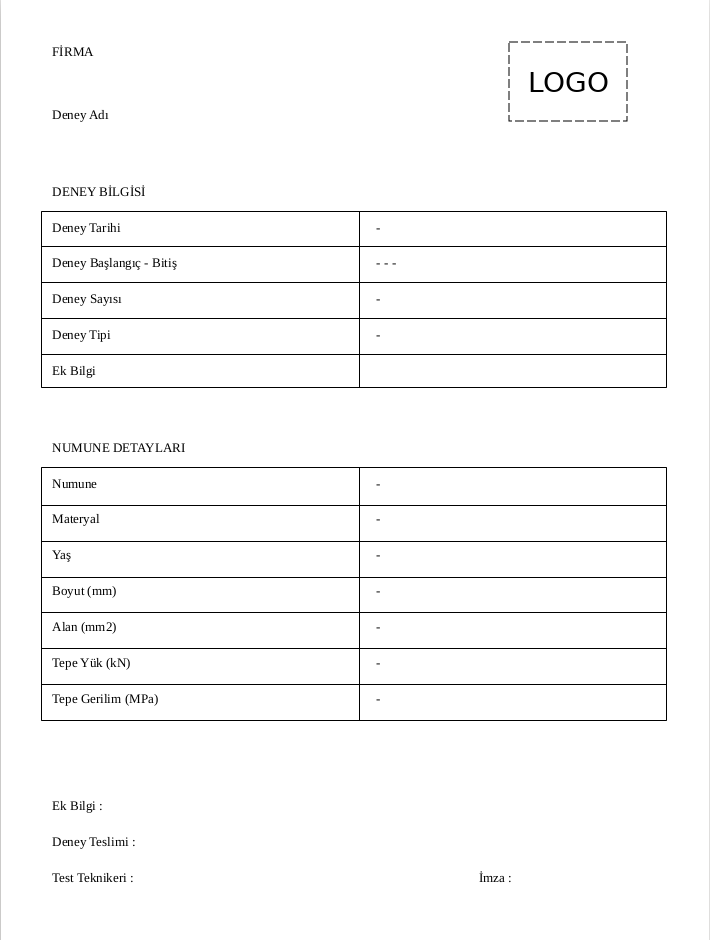 FİRMA
LOGO
Deney Adı
DENEY BİLGİSİ
Deney Tarihi -
Deney Başlangıç - Bitiş - - -
Deney Sayısı -
Deney Tipi -
Ek Bilgi
NUMUNE DETAYLARI
Numune -
Materyal -
Yaş -
Boyut (mm) -
Alan (mm2) -
Tepe Yük (kN) -
Tepe Gerilim (MPa) -
Ek Bilgi :
Deney Teslimi :
Test Teknikeri : İmza :